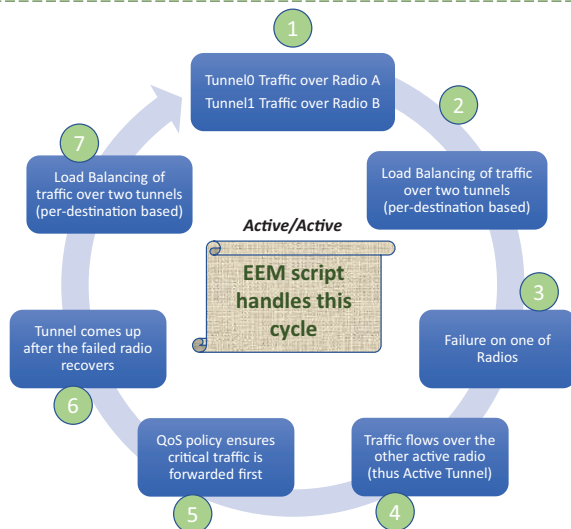 1
Tunnel0 Traffic over Radio A
Tunnel1 Traffic over Radio B
2
Load Balancing of traffic
over two tunnels
(per-destination based)
3
Failure on one of
Radios
Traffic flows over the
other active radio
(thus Active Tunnel)
4
QoS policy ensures
critical traffic is
forwarded first
5
Tunnel comes up
after the failed radio
recovers
6
7
Load Balancing of
traffic over two tunnels
(per-destination based)
Active/Active
EEM script
handles this
cycle